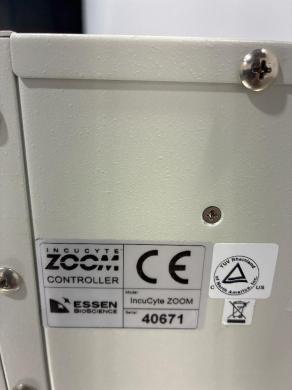 INCUCYTE
ZOOM
CONTROLLER
CE
ESSEN
BIOSCIENCE
Model
IncuCyte ZOOM
Serial
40671
TÜV Rheinland
of North America, Inc.
C US